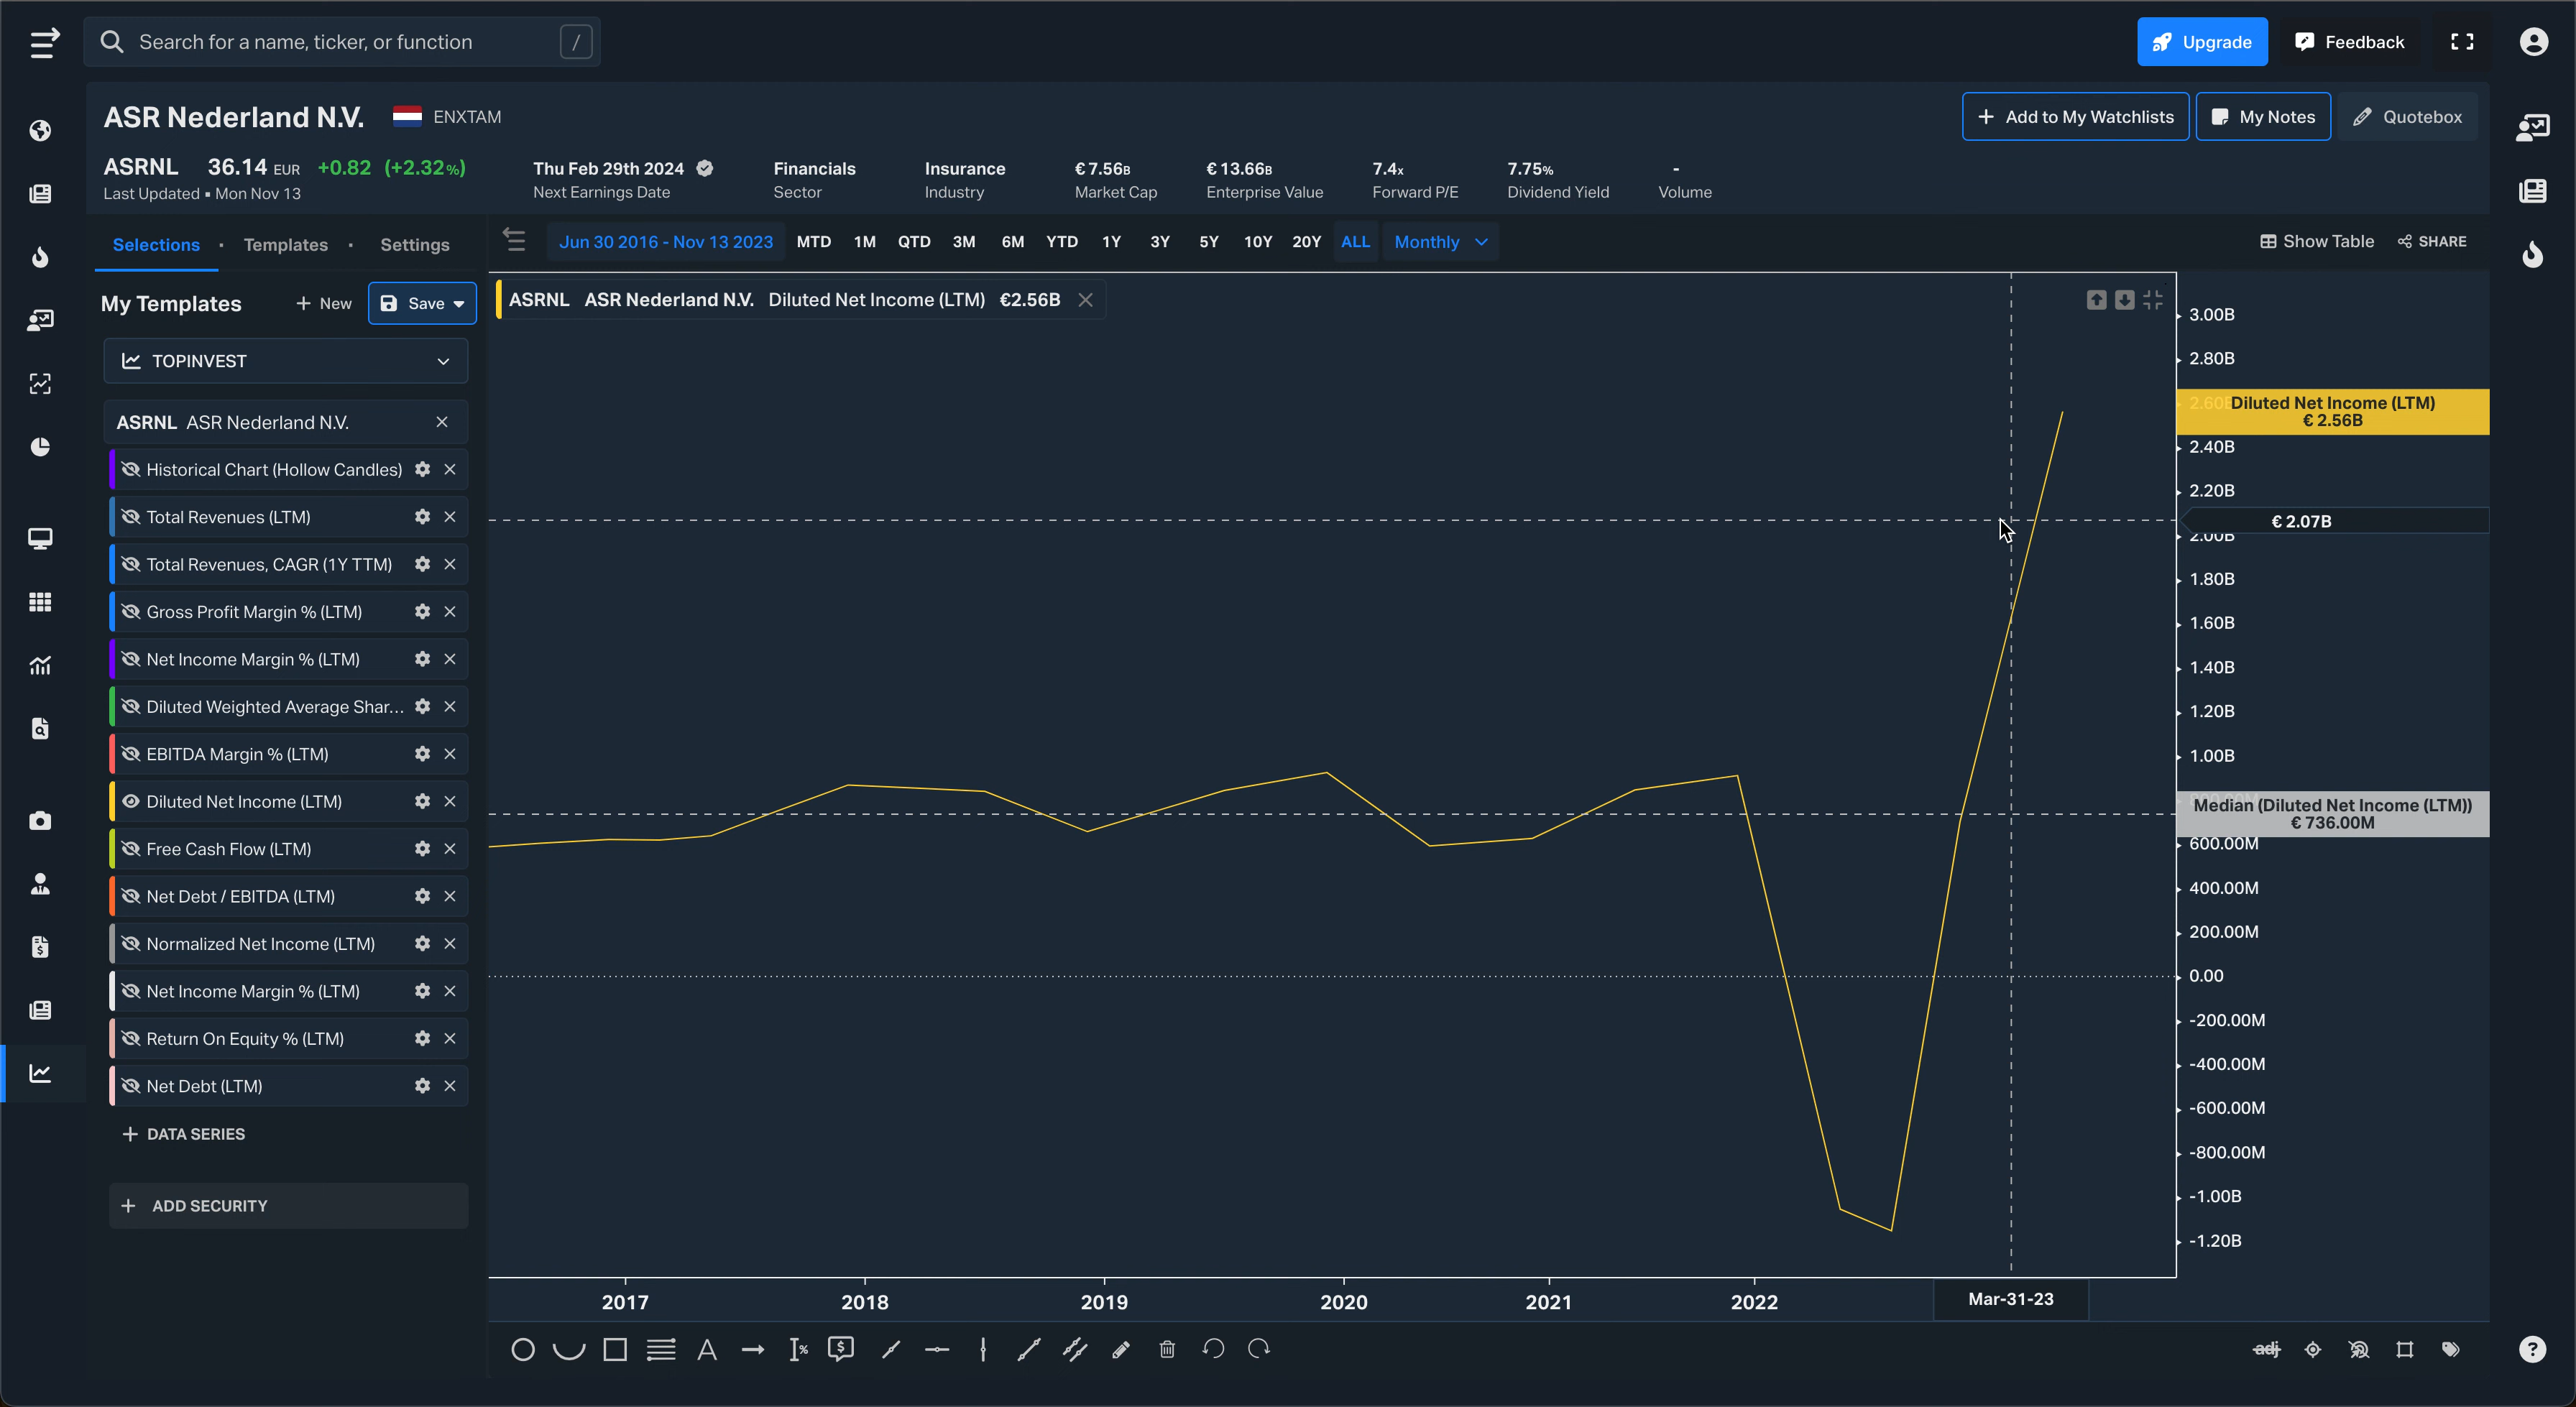 Search for a name, ticker, or function /
Upgrade
Feedback
ASR Nederland N.V. ENXTAM
Add to My Watchlists
My Notes
Quotebox
ASRNL 36.14 EUR +0.82 (+2.32%)
Last Updated ▪ Mon Nov 13
Thu Feb 29th 2024
Next Earnings Date
Financials
Sector
Insurance
Industry
€ 7.56B
Market Cap
€ 13.66B
Enterprise Value
7.4x
Forward P/E
7.75%
Dividend Yield
-
Volume
Selections · Templates · Settings
Jun 30 2016 - Nov 13 2023 MTD 1M QTD 3M 6M YTD 1Y 3Y 5Y 10Y 20Y ALL Monthly
Show Table
SHARE
My Templates
+ New
Save
TOPINVEST
ASRNL ASR Nederland N.V.
Historical Chart (Hollow Candles)
Total Revenues (LTM)
Total Revenues, CAGR (1Y TTM)
Gross Profit Margin % (LTM)
Net Income Margin % (LTM)
Diluted Weighted Average Shar...
EBITDA Margin % (LTM)
Diluted Net Income (LTM)
Free Cash Flow (LTM)
Net Debt / EBITDA (LTM)
Normalized Net Income (LTM)
Net Income Margin % (LTM)
Return On Equity % (LTM)
Net Debt (LTM)
+ DATA SERIES
+ ADD SECURITY
ASRNL ASR Nederland N.V. Diluted Net Income (LTM) €2.56B
3.00B
2.80B
2.60B
Diluted Net Income (LTM)
€ 2.56B
2.40B
2.20B
€ 2.07B
2.00B
1.80B
1.60B
1.40B
1.20B
1.00B
800.00M
Median (Diluted Net Income (LTM))
€ 736.00M
600.00M
400.00M
200.00M
0.00
-200.00M
-400.00M
-600.00M
-800.00M
-1.00B
-1.20B
2017 2018 2019 2020 2021 2022 Mar-31-23
A
adj
?